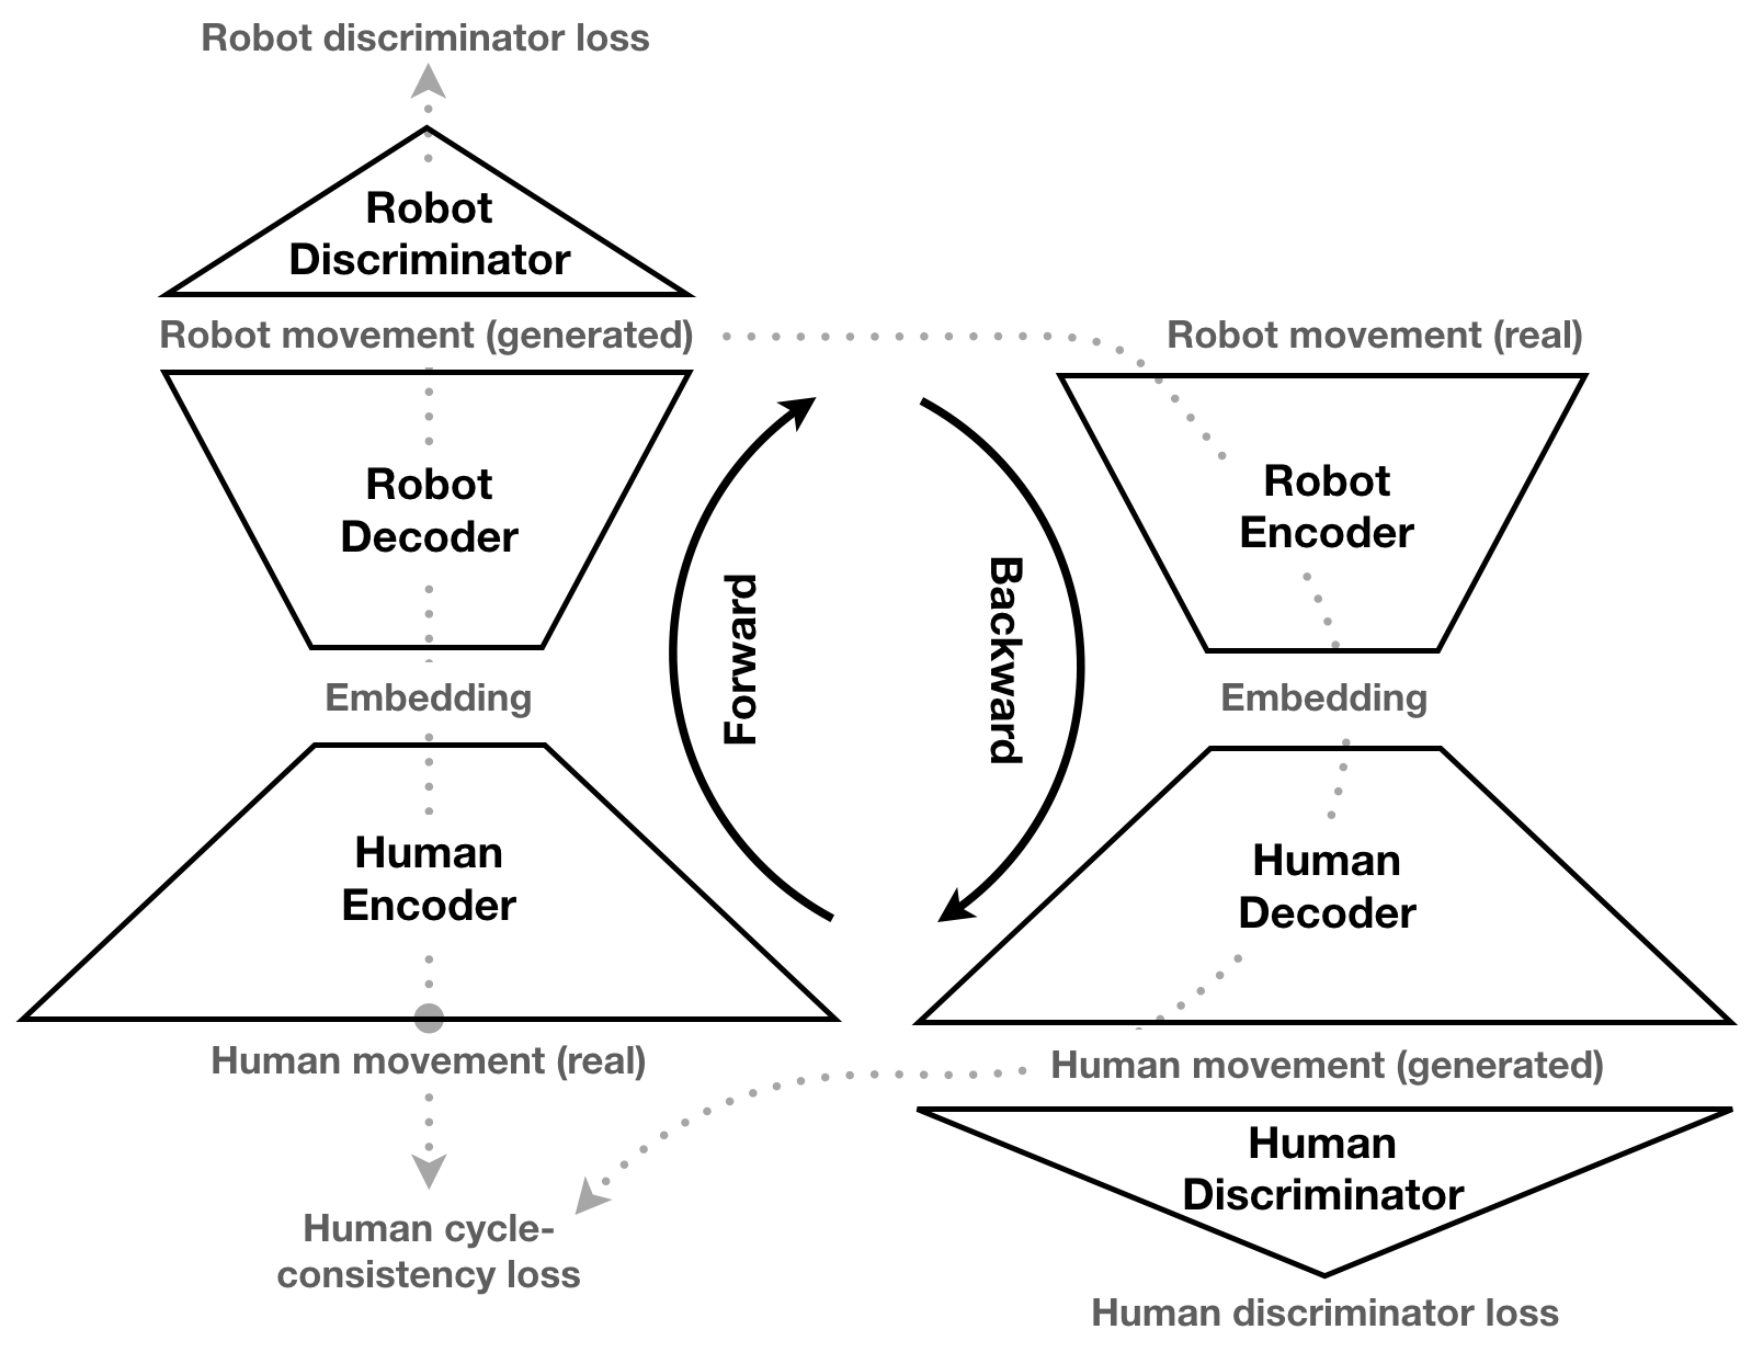 Robot discriminator loss
Robot
Discriminator
Robot movement (generated)
Robot
Decoder
Embedding
Human
Encoder
Human movement (real)
Human cycle-
consistency loss
Forward
Backward
Robot movement (real)
Robot
Encoder
Embedding
Human
Decoder
Human movement (generated)
Human
Discriminator
Human discriminator loss